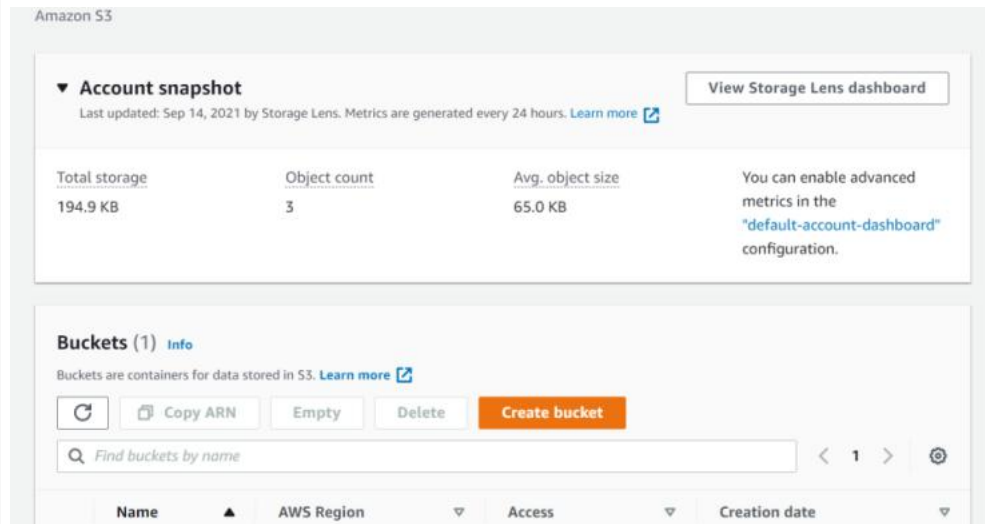 Amazon S3
Account snapshot
View Storage Lens dashboard
Last updated: Sep 14, 2021 by Storage Lens. Metrics are generated every 24 hours. Learn more
Total storage
Object count
Avg. object size
You can enable advanced
194.9 KB
3
65.0 KB
metrics in the
"default-account-dashboard"
configuration.
Buckets (1) Info
Buckets are containers for data stored in S3. Learn more
Copy ARN
Empty
Delete
Create bucket
Find buckets by name
1
Name
AWS Region
Access
Creation date